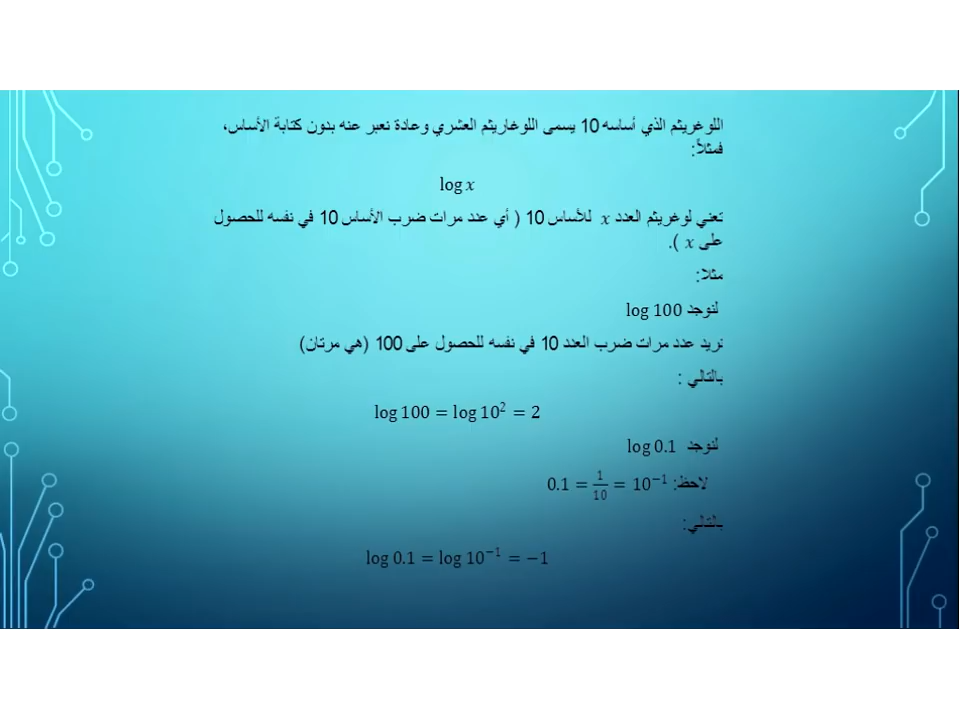 اللوغريثم الذي أساسه 10 يسمى اللوغاريثم العشري وعادة نعبر عنه بدون كتابة الأساس،
فمثلاً:
log x
تعني لوغريثم العدد x للأساس 10 ( أي عدد مرات ضرب الأساس 10 في نفسه للحصول
على x ).
مثلا:
لنوجد log 100
نريد عدد مرات ضرب العدد 10 في نفسه للحصول على 100 (هي مرتان)
بالتالي :
log 100 = log 10² = 2
لنوجد log 0.1
لاحظ: 0.1 = 1/10 = 10⁻¹
بالتالي:
log 0.1 = log 10⁻¹ = −1